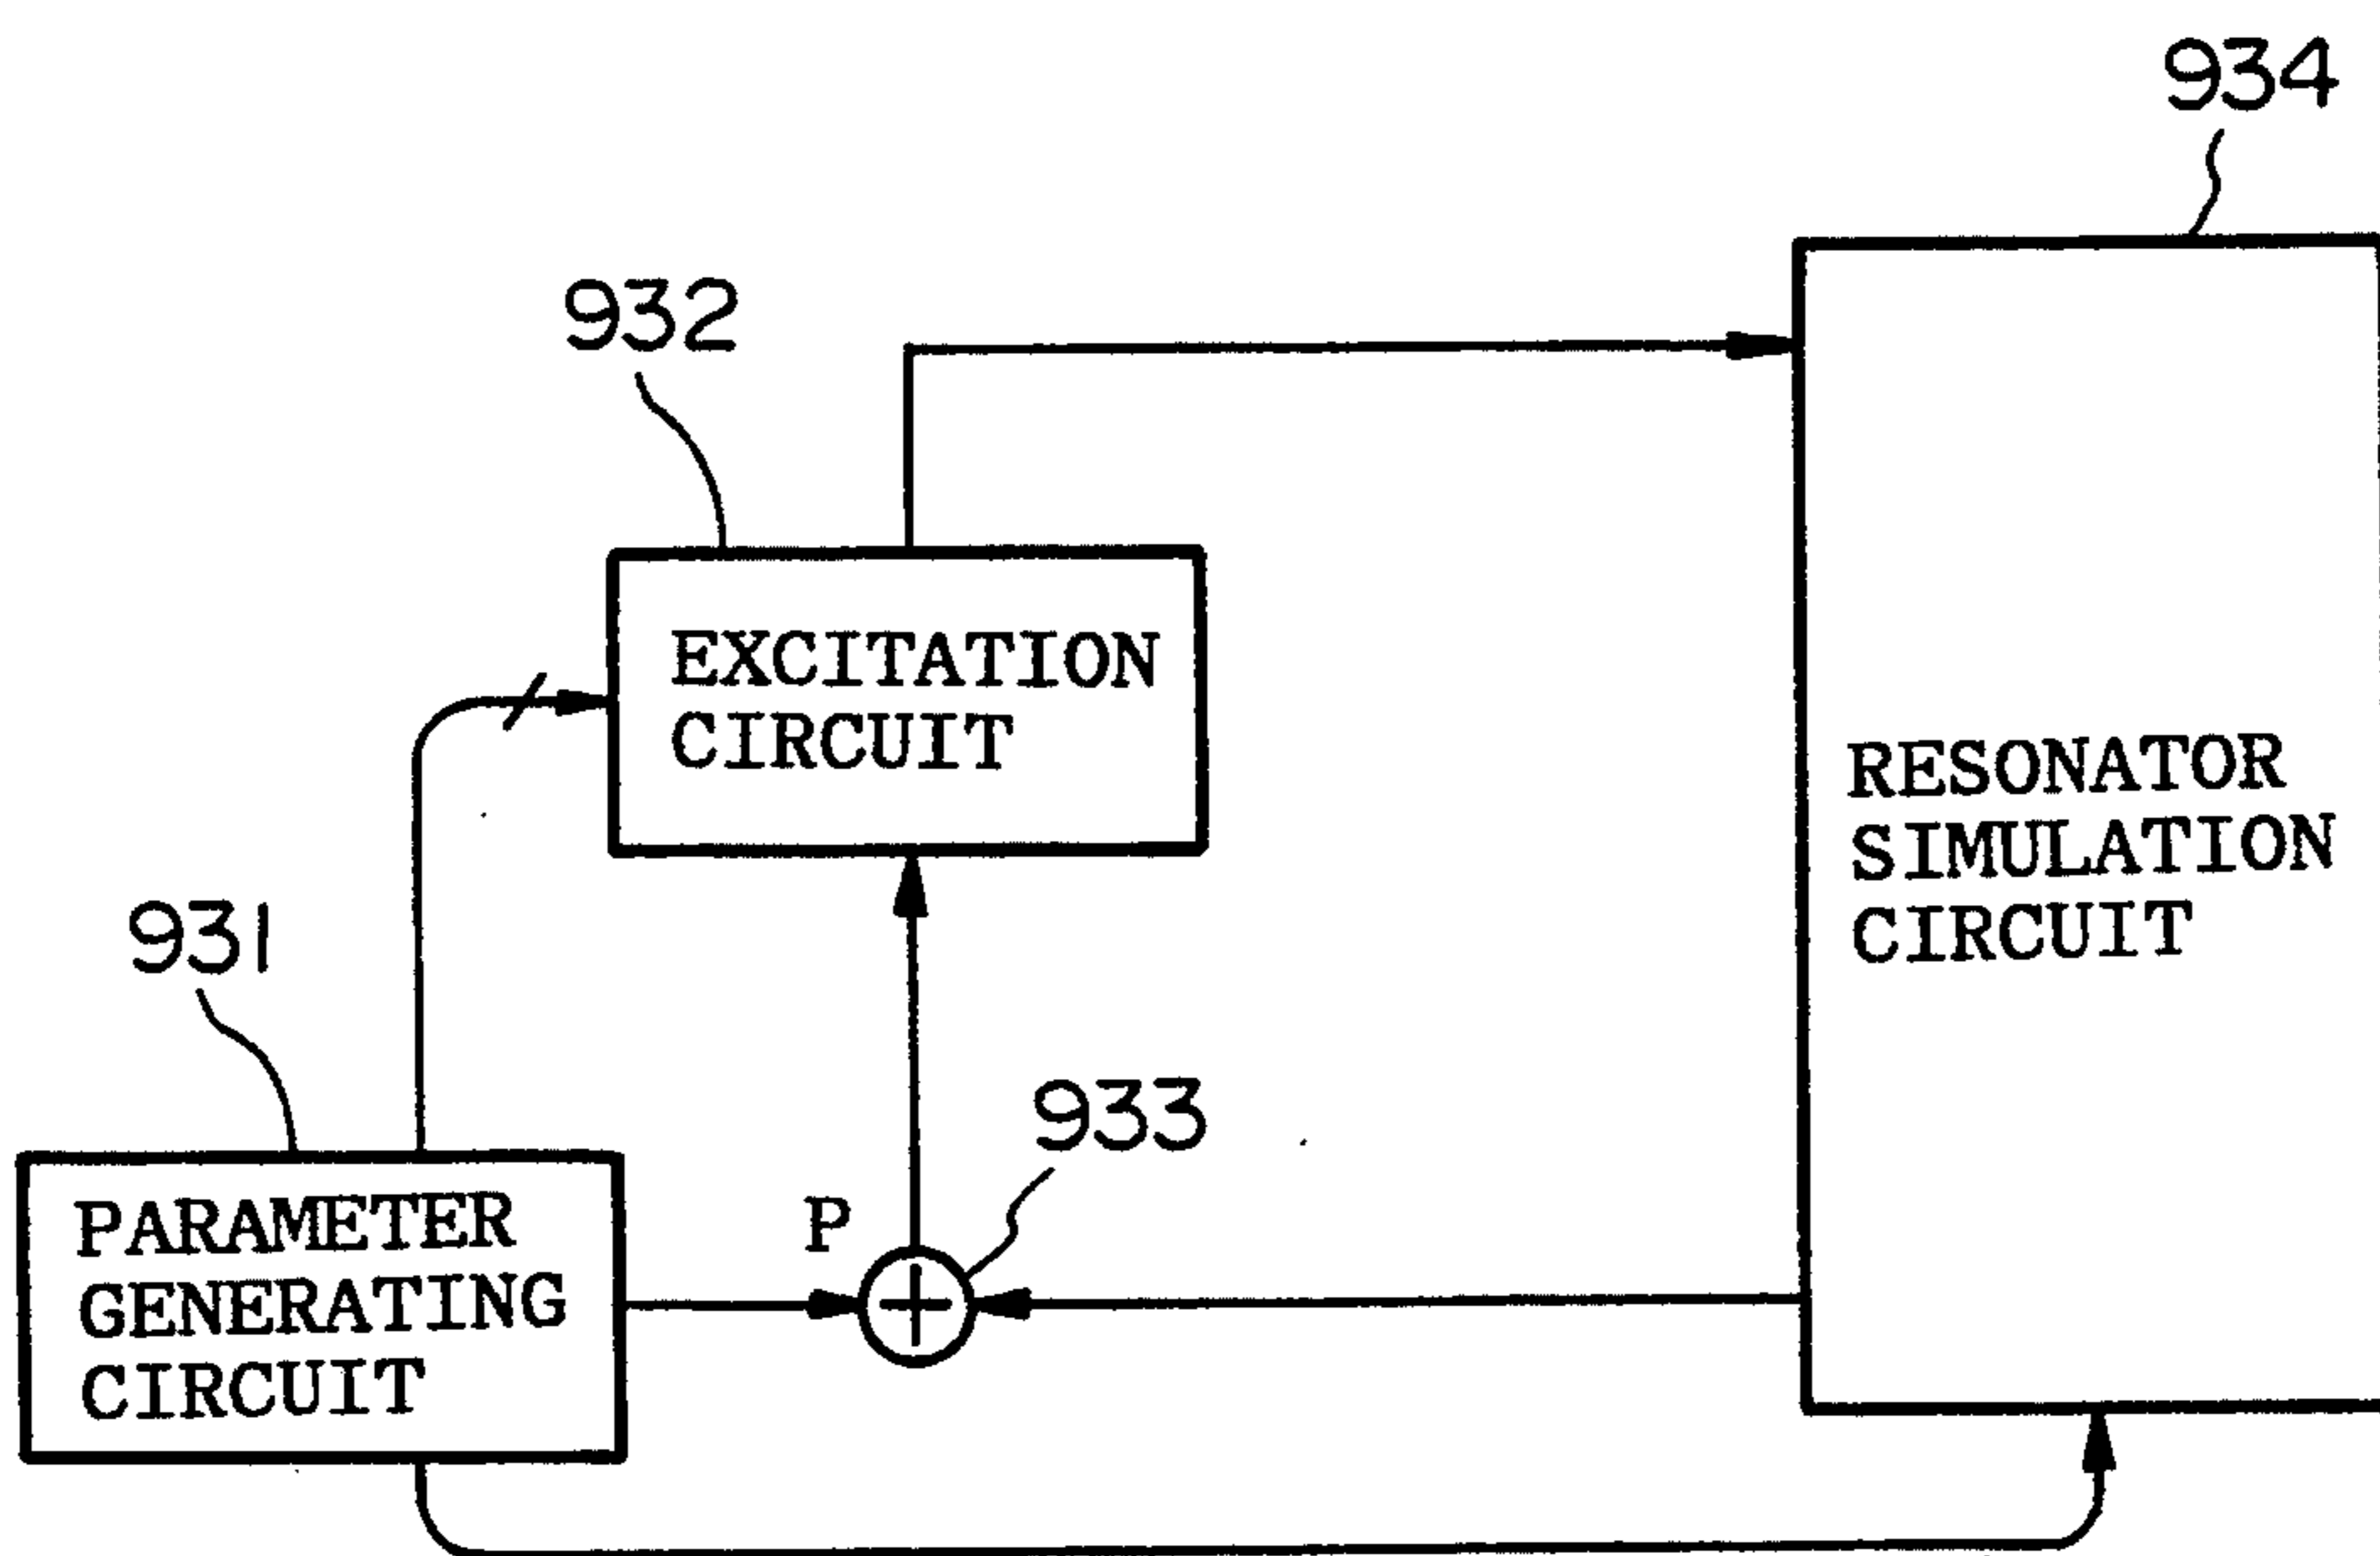 934
932
EXCITATION
CIRCUIT
RESONATOR
SIMULATION
CIRCUIT
931
933
P
PARAMETER
GENERATING
CIRCUIT